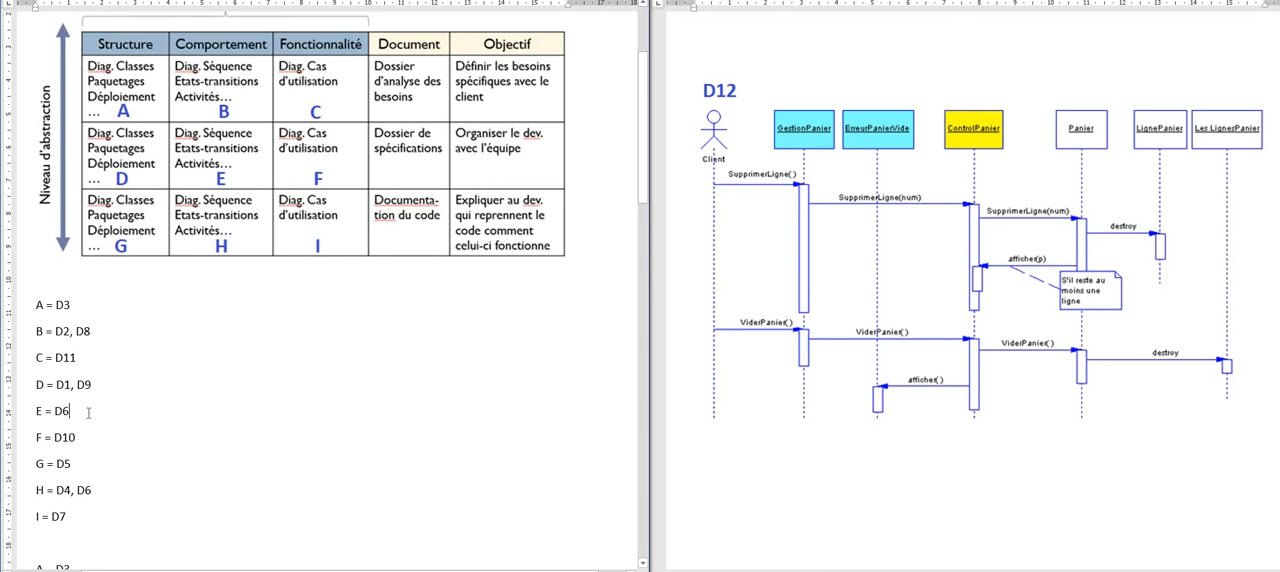 Structure Comportement Fonctionnalité Document Objectif
Niveau d'abstraction
Diag. Classes
Paquetages
Déploiement
... A
Diag. Séquence
Etats-transitions
Activités...
B
Diag. Cas
d'utilisation
C
Dossier
d'analyse des
besoins
Définir les besoins
spécifiques avec le
client
Diag. Classes
Paquetages
Déploiement
... D
Diag. Séquence
Etats-transitions
Activités...
E
Diag. Cas
d'utilisation
F
Dossier de
spécifications
Organiser le dev.
avec l'équipe
Diag. Classes
Paquetages
Déploiement
... G
Diag. Séquence
Etats-transitions
Activités...
H
Diag. Cas
d'utilisation
I
Documenta-
tion du code
Expliquer au dev.
qui reprennent le
code comment
celui-ci fonctionne
A = D3
B = D2, D8
C = D11
D = D1, D9
E = D6
F = D10
G = D5
H = D4, D6
I = D7
A = D3
D12
GestionPanier ErreurPanierVide ControlPanier Panier LignePanier Les LignesPanier
Client
SupprimerLigne( )
SupprimerLigne(num)
SupprimerLigne(num)
destroy
afficher(p)
S'il reste au
moins une
ligne
ViderPanier( )
ViderPanier( )
ViderPanier( )
destroy
afficher( )